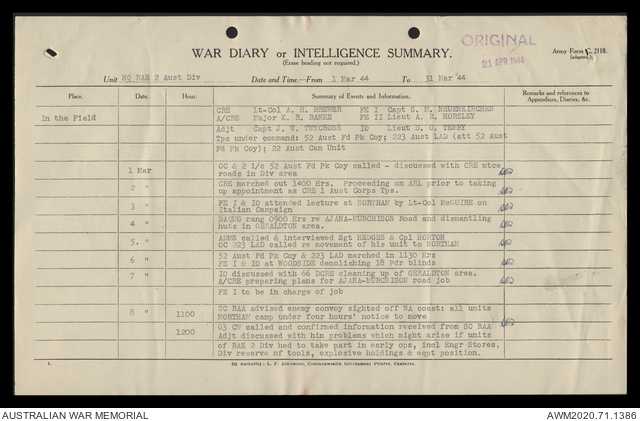 ORIGINAL
23 APR 1944
WAR DIARY or INTELLIGENCE SUMMARY.
(Erase heading not required.)
Army Form C. 2118.
(adapted)
Unit HQ RAE 2 Aust Div Date and Time.—From 1 Mar 44 To 31 Mar 44
Place. Date. Hour. Summary of Events and Information. Remarks and references to
Appendices, Diaries, &c.
In the Field
CRE Lt-Col A. H. BREWER FE I Capt G. M. NEUENKIRCHEN
A/CRE Major K. B. BANKS FE II Lieut A. R. HORSLEY
Adjt Capt J. W. TWYCROSS IO Lieut D. O. TEMBY
Tps under command: 52 Aust Fd Pk Coy; 223 Aust LAD (att 52 Aust
Fd Pk Coy); 22 Aust Cam Unit
1 Mar OC & 2 i/c 52 Aust Fd Pk Coy called - discussed with CRE mtce
roads in Div area
2 " CRE marched out 1400 Hrs. Proceeding on ARL prior to taking
up appointment as CRE 1 Aust Corps Tps.
3 " FE I & IO attended lecture at NORTHAM by Lt-Col McGUIRE on
Italian Campaign
4 " DAQMG rang 0900 Hrs re AJANA-MURCHISON Road and dismantling
huts in GERALDTON area.
5. " ADMS called & interviewed Sgt HEDGES & Cpl HORTON
OC 223 LAD called re movement of his unit to NORTHAM
6 " 52 Aust Fd Pk Coy & 223 LAD marched in 1130 Hrs
FE I & IO at WOODSIDE demolishing 18 Pdr blinds
7 " IO discussed with 66 DCRE cleaning up of GERALDTON area.
A/CRE preparing plans for AJANA-MURCHISON road job
FE I to be in charge of job
8 " 1100 SC RAA advised enemy convoy sighted off WA coast: all units
NORTHAM camp under four hours' notice to move
1200 G3 CW called and confirmed information received from SC RAA
Adjt discussed with him problems which might arise if units
of RAE 2 Div had to take part in early ops, incl Engr Stores,
Div reserve of tools, explosive holdings & eqpt position.
1.
By Authority: L. F. Johnston, Commonwealth Government Printer, Canberra.
AUSTRALIAN WAR MEMORIAL
AWM2020.71.1386